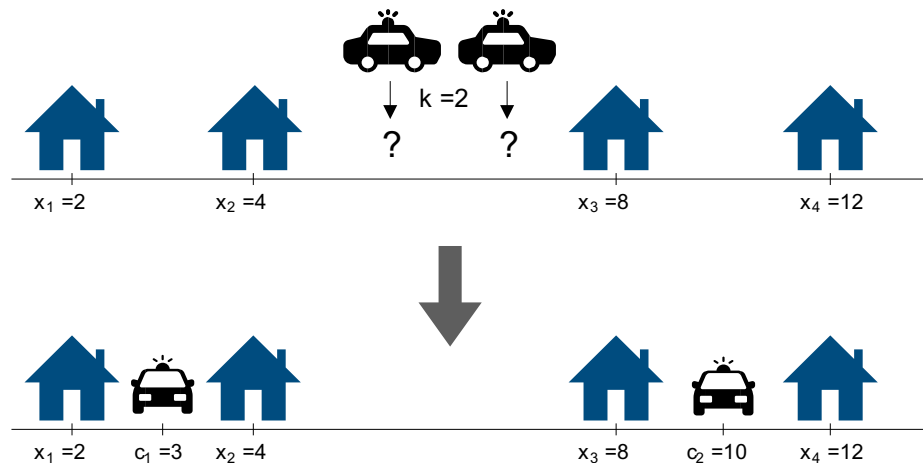 k =2
? ?
x₁ =2 x₂ =4 x₃ =8 x₄ =12
x₁ =2 c₁ =3 x₂ =4 x₃ =8 c₂ =10 x₄ =12